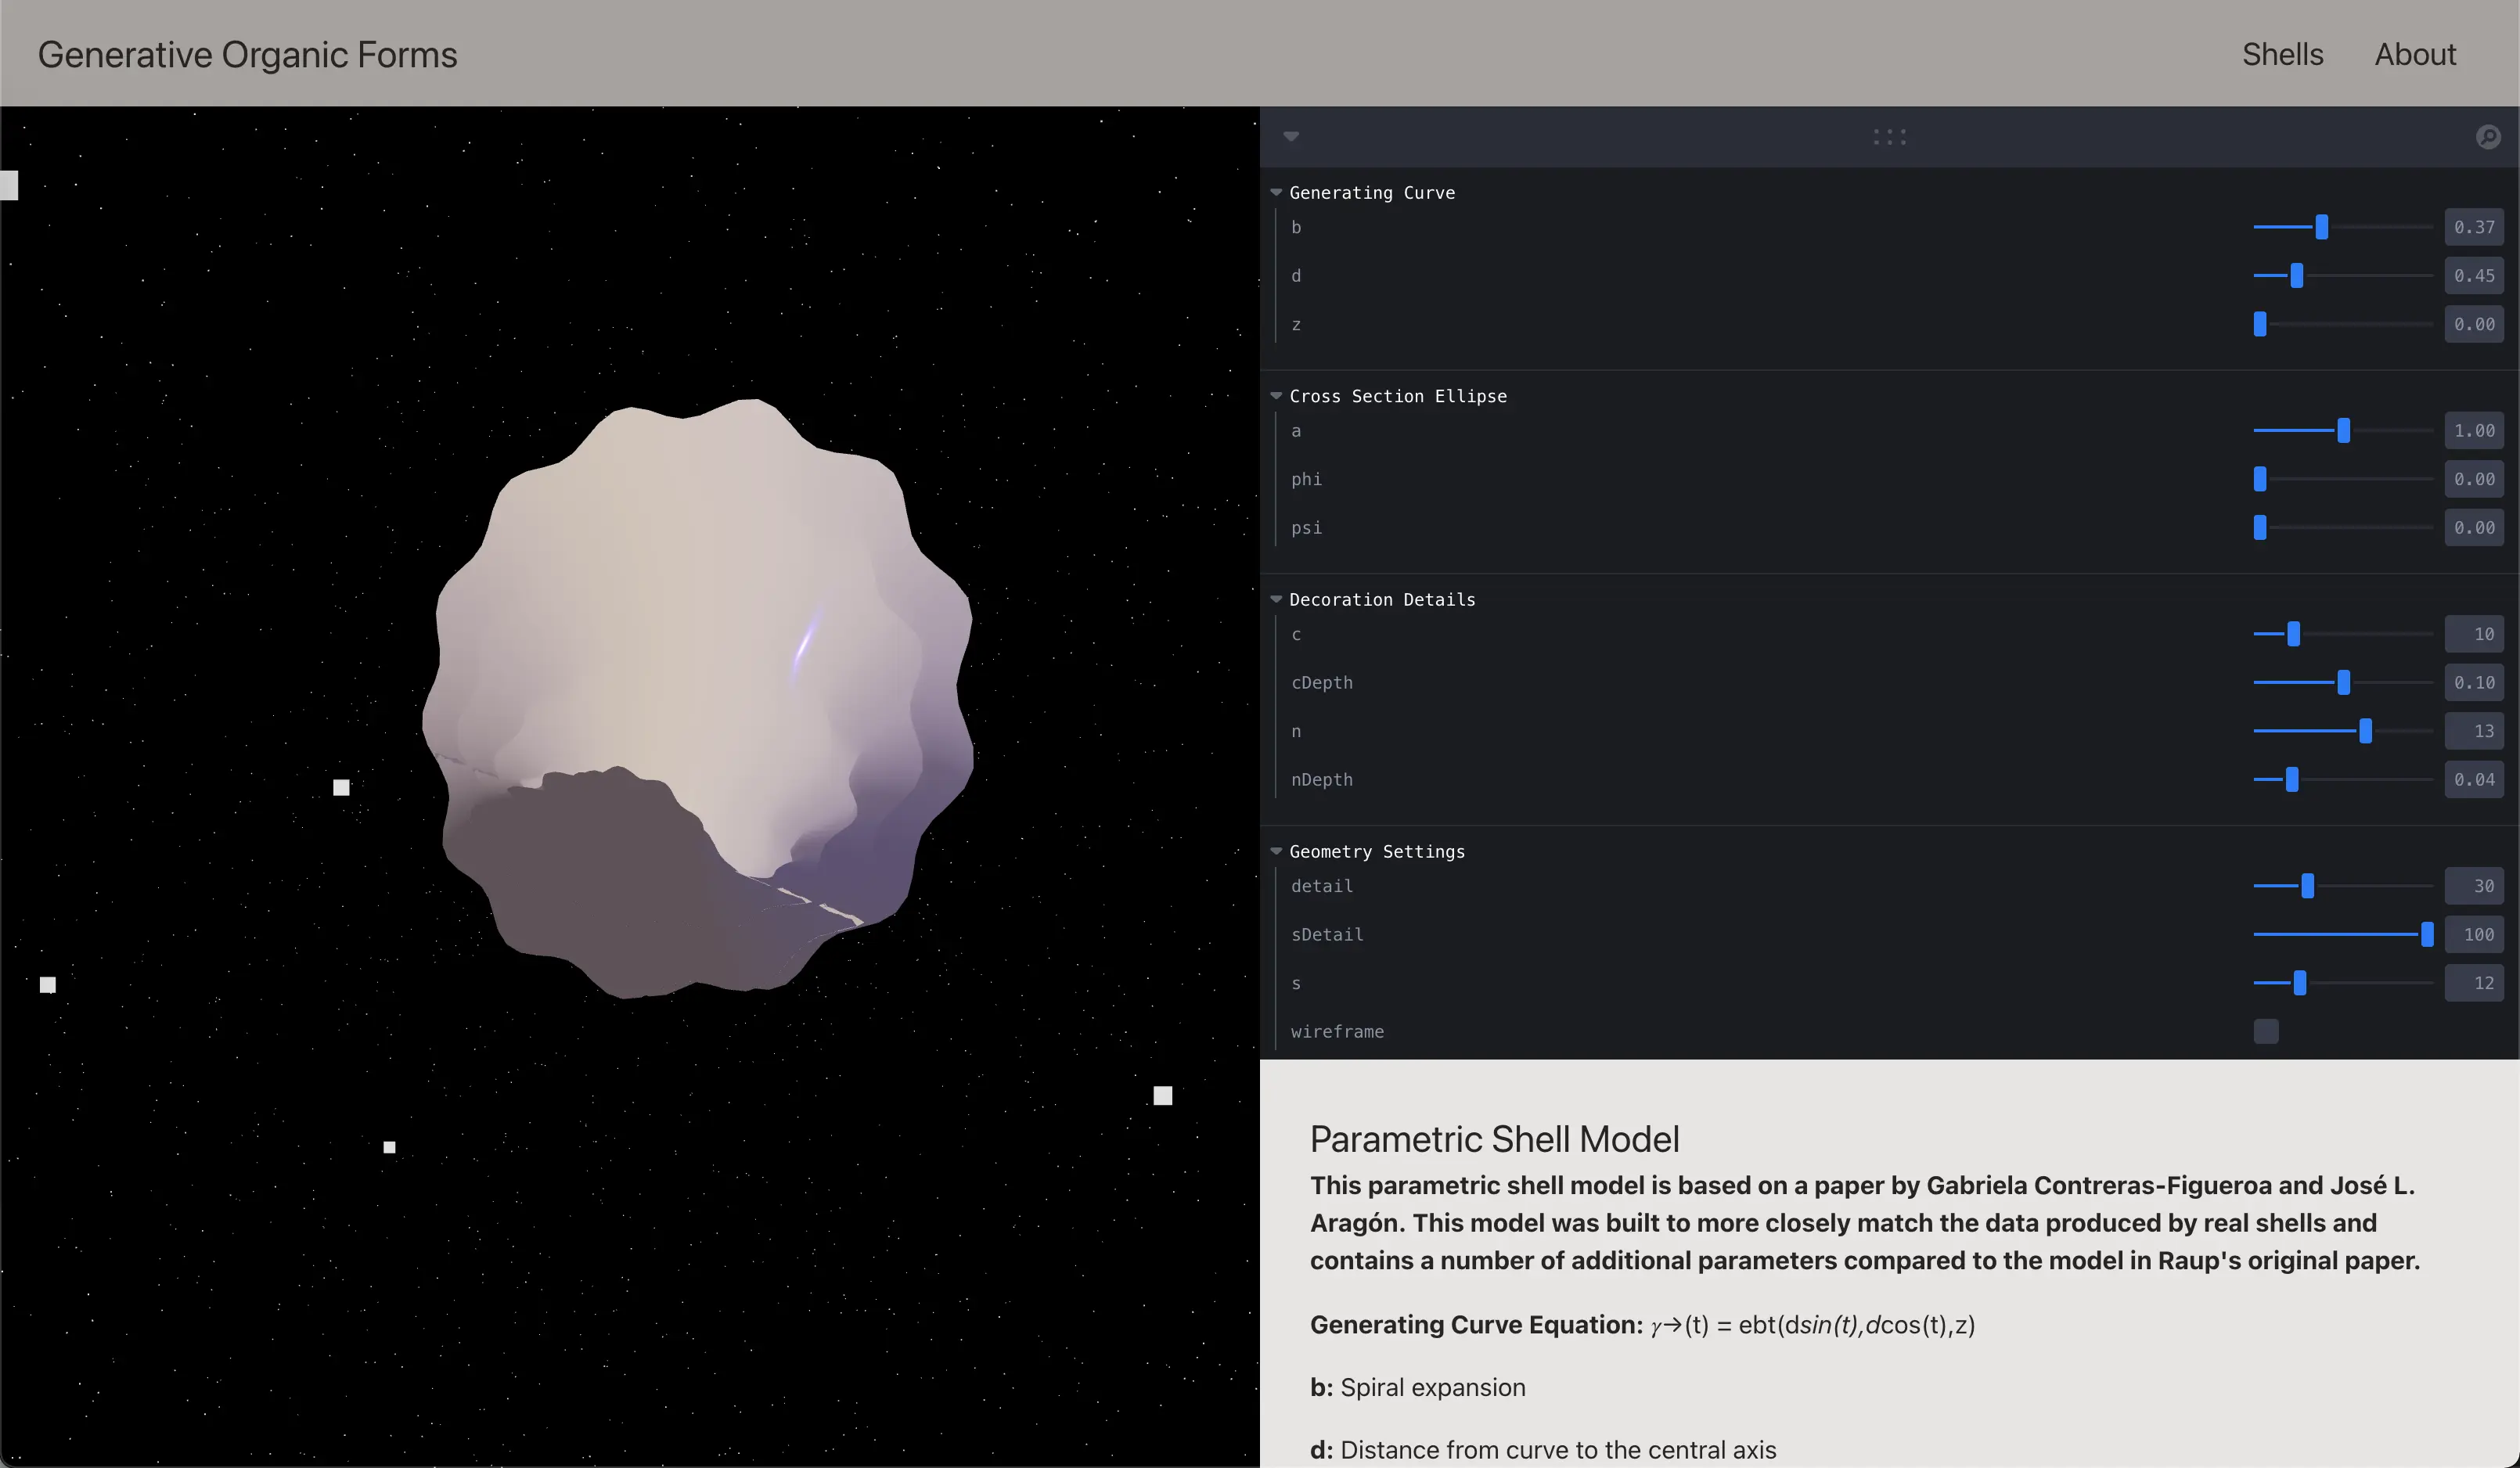 Generative Organic Forms
Shells
About
Generating Curve
b 0.37
d 0.45
z 0.00
Cross Section Ellipse
a 1.00
phi 0.00
psi 0.00
Decoration Details
c 10
cDepth 0.10
n 13
nDepth 0.04
Geometry Settings
detail 30
sDetail 100
s 12
wireframe
Parametric Shell Model
This parametric shell model is based on a paper by Gabriela Contreras-Figueroa and José L.
Aragón. This model was built to more closely match the data produced by real shells and
contains a number of additional parameters compared to the model in Raup's original paper.
Generating Curve Equation: γ→(t) = ebt(dsin(t),dcos(t),z)
b: Spiral expansion
d: Distance from curve to the central axis